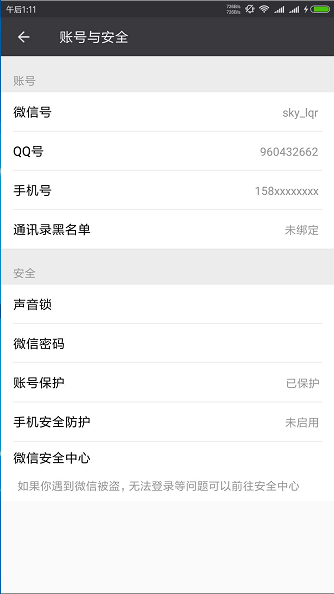 午后1:11
726B/s
726B/s
账号与安全
账号
微信号 sky_lqr
QQ号 960432662
手机号 158xxxxxxxx
通讯录黑名单 未绑定
安全
声音锁
微信密码
账号保护 已保护
手机安全防护 未启用
微信安全中心
如果你遇到微信被盗，无法登录等问题可以前往安全中心